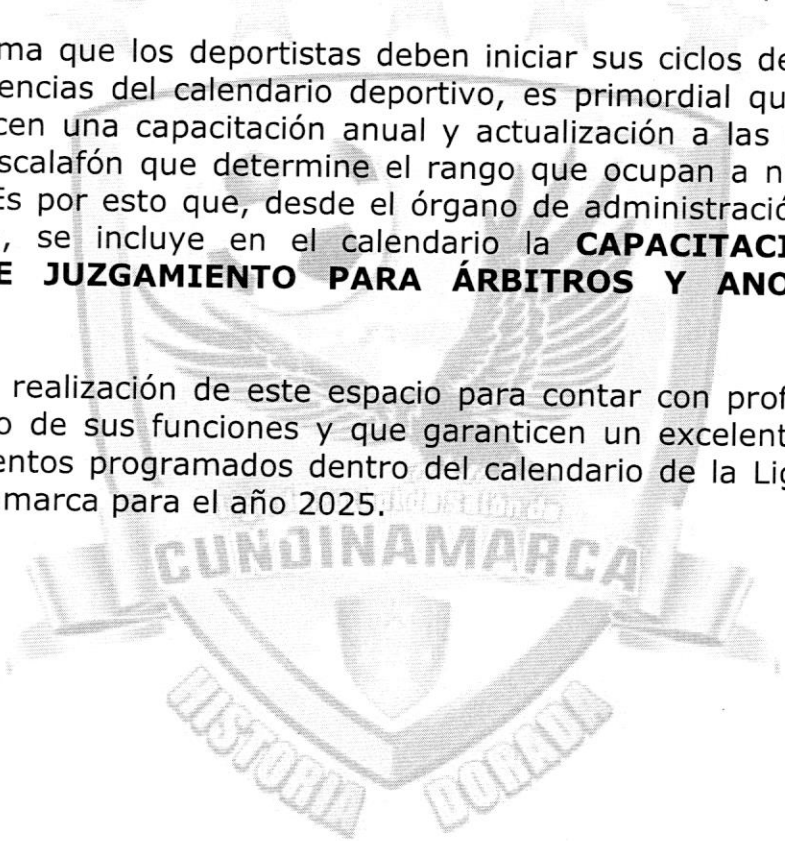 ma que los deportistas deben iniciar sus ciclos de
encias del calendario deportivo, es primordial qu
cen una capacitación anual y actualización a las
scalafón que determine el rango que ocupan a n
Es por esto que, desde el órgano de administració
, se incluye en el calendario la CAPACITACI
E JUZGAMIENTO PARA ÁRBITROS Y ANO
realización de este espacio para contar con prof
o de sus funciones y que garanticen un excelent
entos programados dentro del calendario de la Lig
marca para el año 2025.
CUNDINAMARCA
HISTORIA DORADA